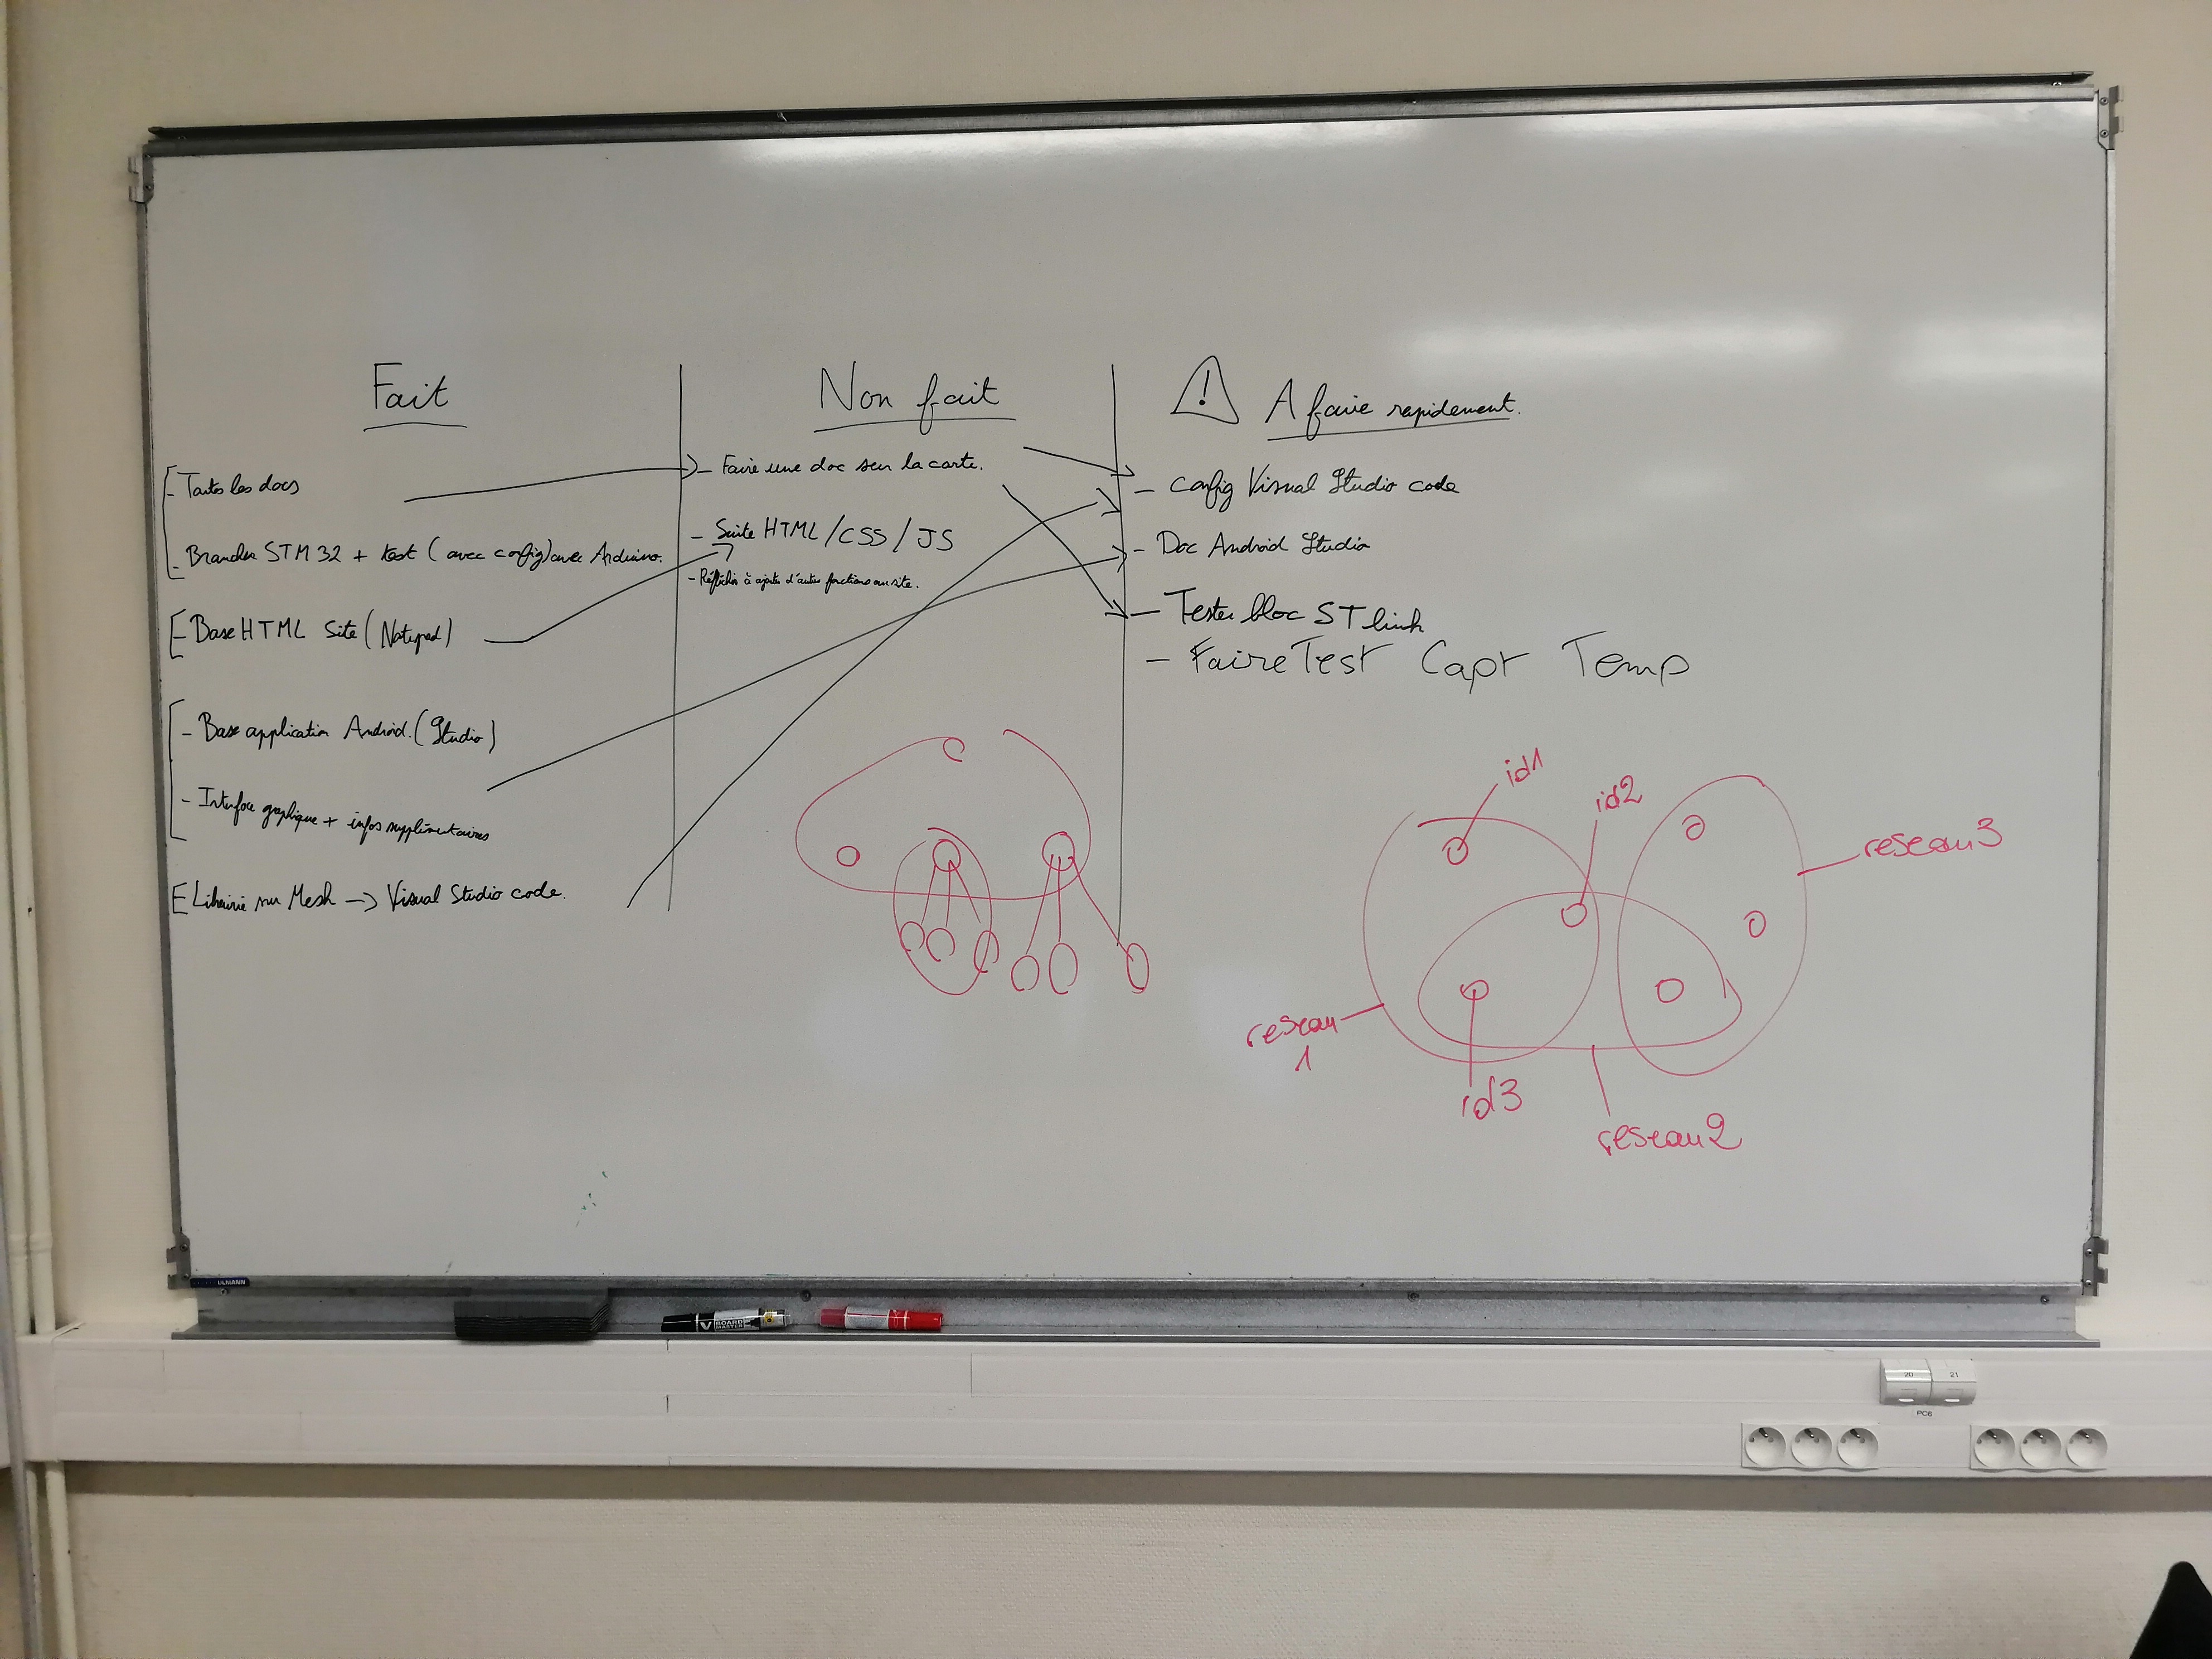 Fait
- Toutes les docs
- Brancher STM 32 + test (avec config) avec Arduino.
- Base HTML Site (Notepad)
- Base application Android. (Studio)
- Interface graphique + infos supplémentaires
- Librairie sur Mesh -> Visual Studio code.
Non fait
- Faire une doc sur la carte.
- Suite HTML / CSS / JS
- Réfléchir à ajouter d'autres fonctions au site.
! A faire rapidement.
- Config Visual Studio code
- Doc Android Studio
- Tester bloc ST link
- Faire Test Capt Temp
id1
id2
reseau3
reseau
1
id3
reseau2
V BOARD
MASTER
ULMANN
20 21
PC6